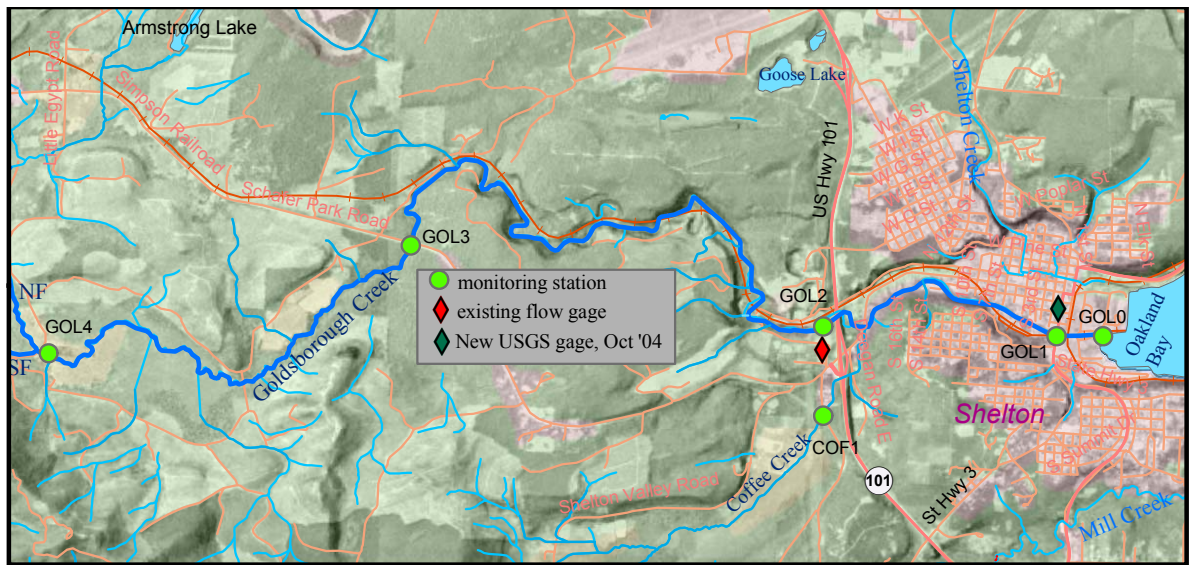 Armstrong Lake
Little Egypt Road
Simpson Railroad
Goose Lake
US Hwy 101
Shelton Creek
W K St
Schafer Park Road
GOL3
monitoring station
existing flow gage
New USGS gage, Oct '04
NF
GOL4
SF
Goldsborough Creek
GOL2
GOL0
GOL1
Oakland
Bay
Shelton
COF1
Coffee Creek
Shelton Valley Road
101
St Hwy 3
Mill Creek